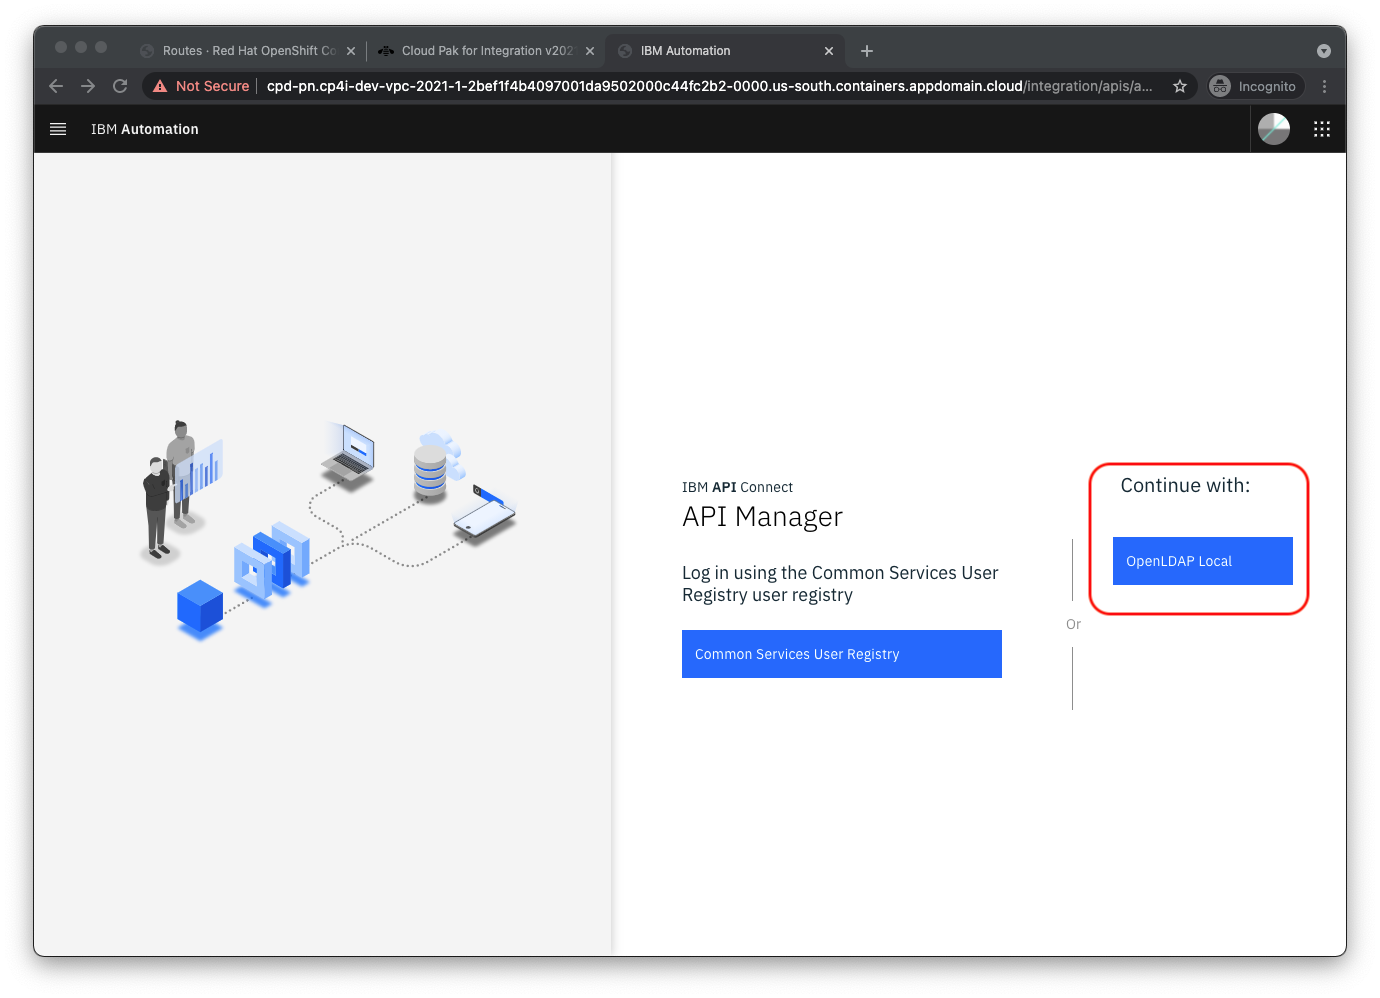 Routes · Red Hat OpenShift Co
Cloud Pak for Integration v202
IBM Automation
Not Secure
cpd-pn.cp4i-dev-vpc-2021-1-2bef1f4b4097001da9502000c44fc2b2-0000.us-south.containers.appdomain.cloud/integration/apis/a...
Incognito
IBM Automation
IBM API Connect
API Manager
Log in using the Common Services User
Registry user registry
Common Services User Registry
Or
Continue with:
OpenLDAP Local